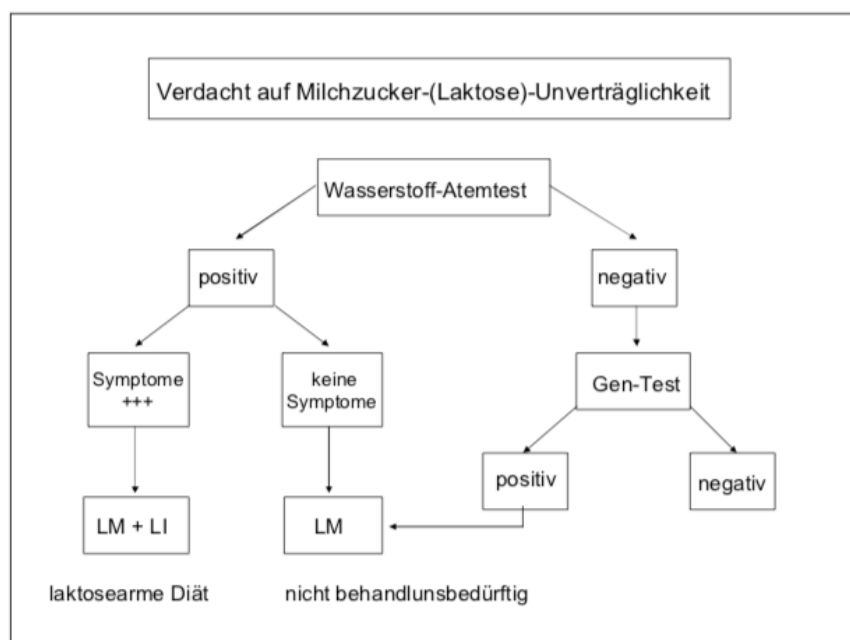 Verdacht auf Milchzucker-(Laktose)-Unverträglichkeit
Wasserstoff-Atemtest
positiv
negativ
Symptome
+++
keine
Symptome
Gen-Test
positiv
negativ
LM + LI
LM
laktosearme Diät
nicht behandlunsbedürftig